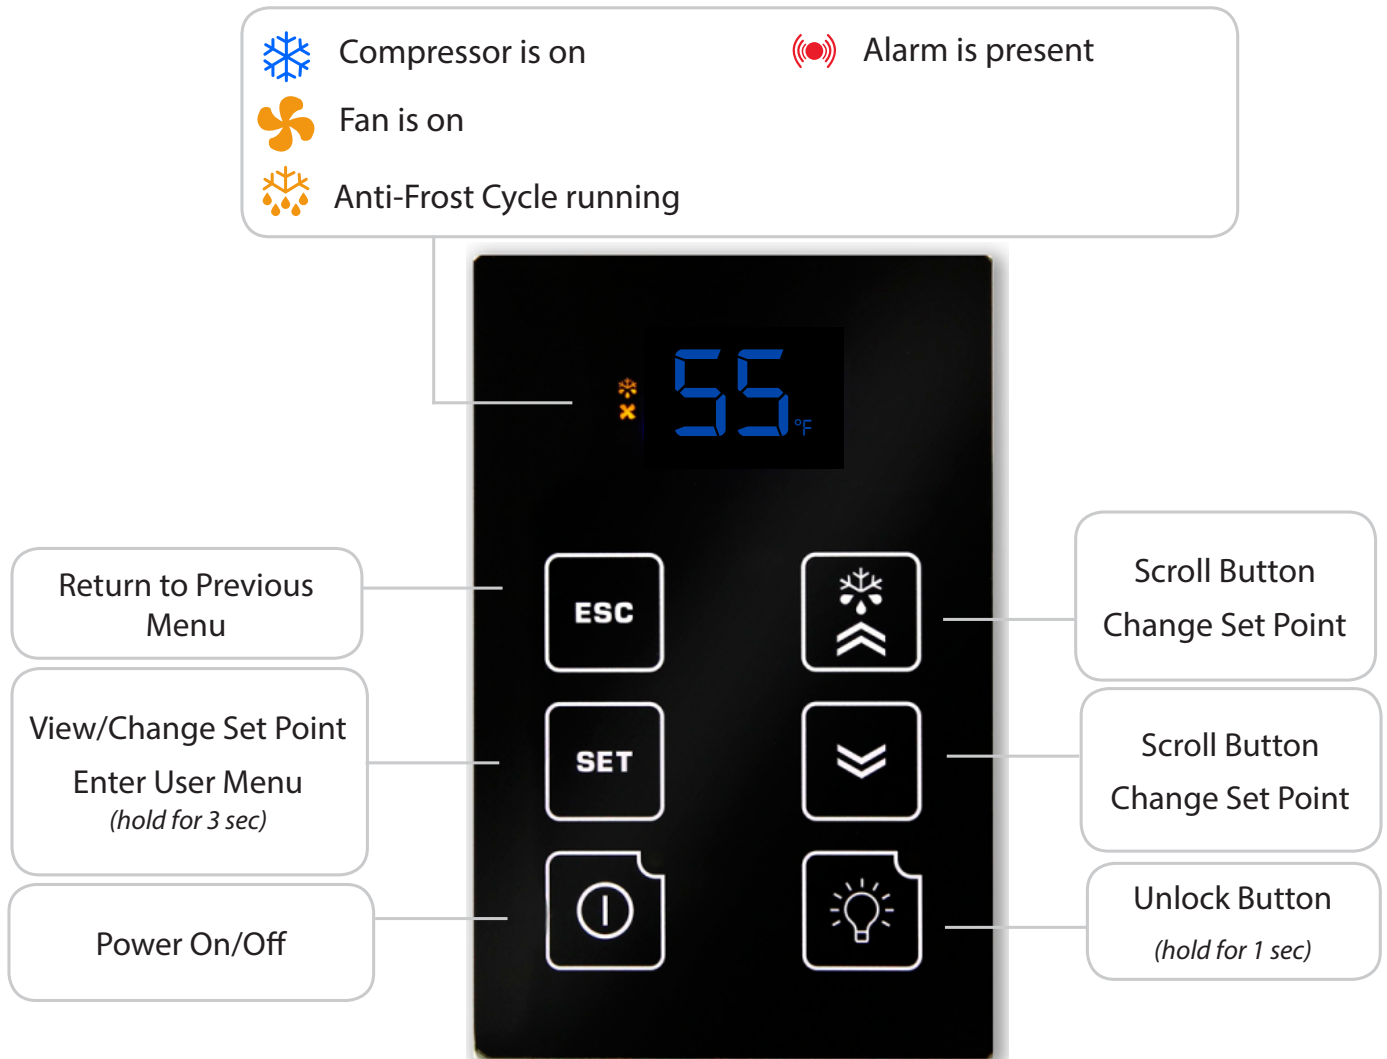 Compressor is on
Alarm is present
Fan is on
Anti-Frost Cycle running
55 °F
Return to Previous
Menu
ESC
Scroll Button
Change Set Point
View/Change Set Point
Enter User Menu
(hold for 3 sec)
SET
Scroll Button
Change Set Point
Power On/Off
Unlock Button
(hold for 1 sec)